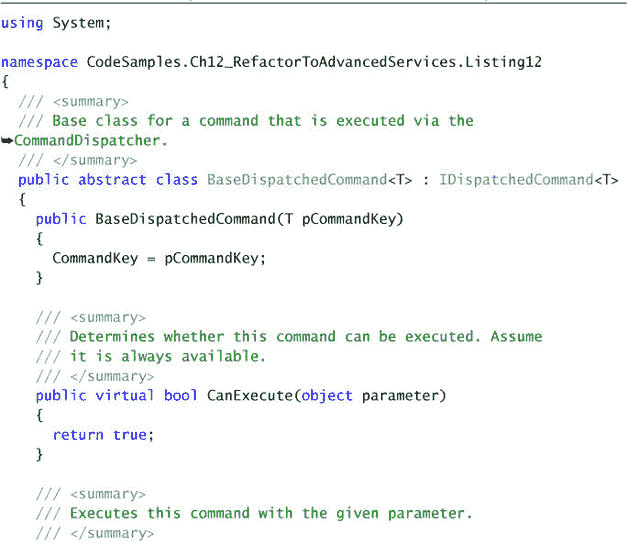 using System;
namespace CodeSamples.Ch12_RefactorToAdvancedServices.Listing12
{
/// <summary>
/// Base class for a command that is executed via the
➥CommandDispatcher.
/// </summary>
public abstract class BaseDispatchedCommand<T> : IDispatchedCommand<T>
{
public BaseDispatchedCommand(T pCommandKey)
{
CommandKey = pCommandKey;
}
/// <summary>
/// Determines whether this command can be executed. Assume
/// it is always available.
/// </summary>
public virtual bool CanExecute(object parameter)
{
return true;
}
/// <summary>
/// Executes this command with the given parameter.
/// </summary>